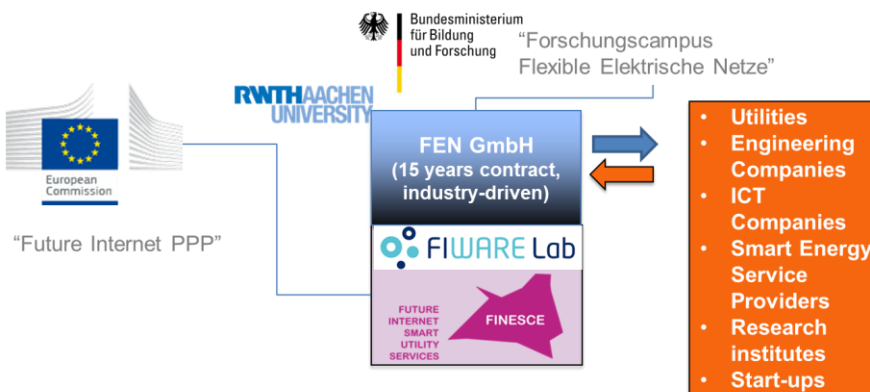 Bundesministerium
für Bildung
und Forschung
“Forschungscampus
Flexible Elektrische Netze”
RWTHAACHEN
UNIVERSITY
European
Commission
“Future Internet PPP”
FEN GmbH
(15 years contract,
industry-driven)
FIWARE Lab
FUTURE
INTERNET
SMART
UTILITY
SERVICES
FINESCE
• Utilities
• Engineering
Companies
• ICT
Companies
• Smart Energy
Service
Providers
• Research
institutes
• Start-ups